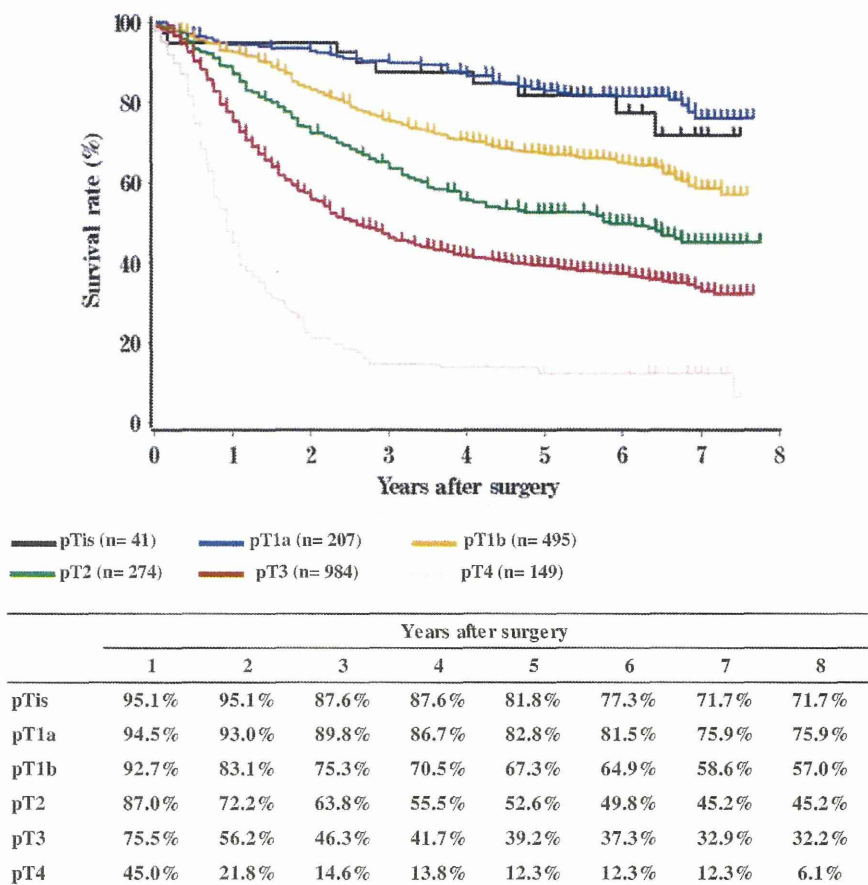 Survival rate (%)
100
80
60
40
20
0
0 1 2 3 4 5 6 7 8
Years after surgery
pTis (n= 41) pT1a (n= 207) pT1b (n= 495)
pT2 (n= 274) pT3 (n= 984) pT4 (n= 149)
Years after surgery
1 2 3 4 5 6 7 8
pTis 95.1% 95.1% 87.6% 87.6% 81.8% 77.3% 71.7% 71.7%
pT1a 94.5% 93.0% 89.8% 86.7% 82.8% 81.5% 75.9% 75.9%
pT1b 92.7% 83.1% 75.3% 70.5% 67.3% 64.9% 58.6% 57.0%
pT2 87.0% 72.2% 63.8% 55.5% 52.6% 49.8% 45.2% 45.2%
pT3 75.5% 56.2% 46.3% 41.7% 39.2% 37.3% 32.9% 32.2%
pT4 45.0% 21.8% 14.6% 13.8% 12.3% 12.3% 12.3% 6.1%